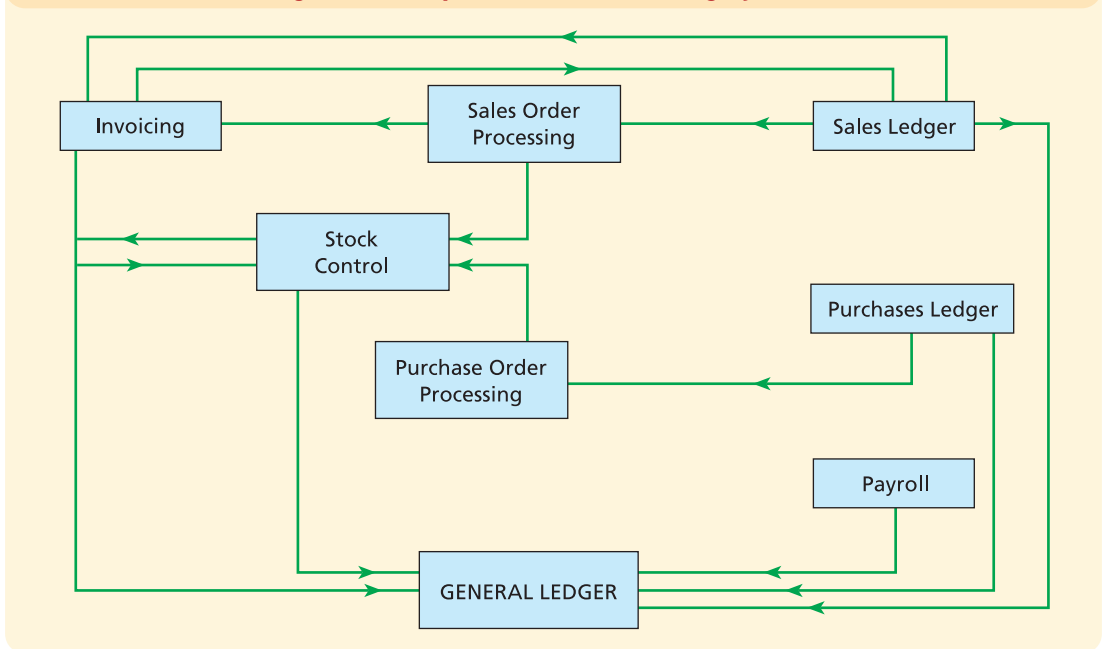 Invoicing
Sales Order
Processing
Sales Ledger
Stock
Control
Purchases Ledger
Purchase Order
Processing
Payroll
GENERAL LEDGER